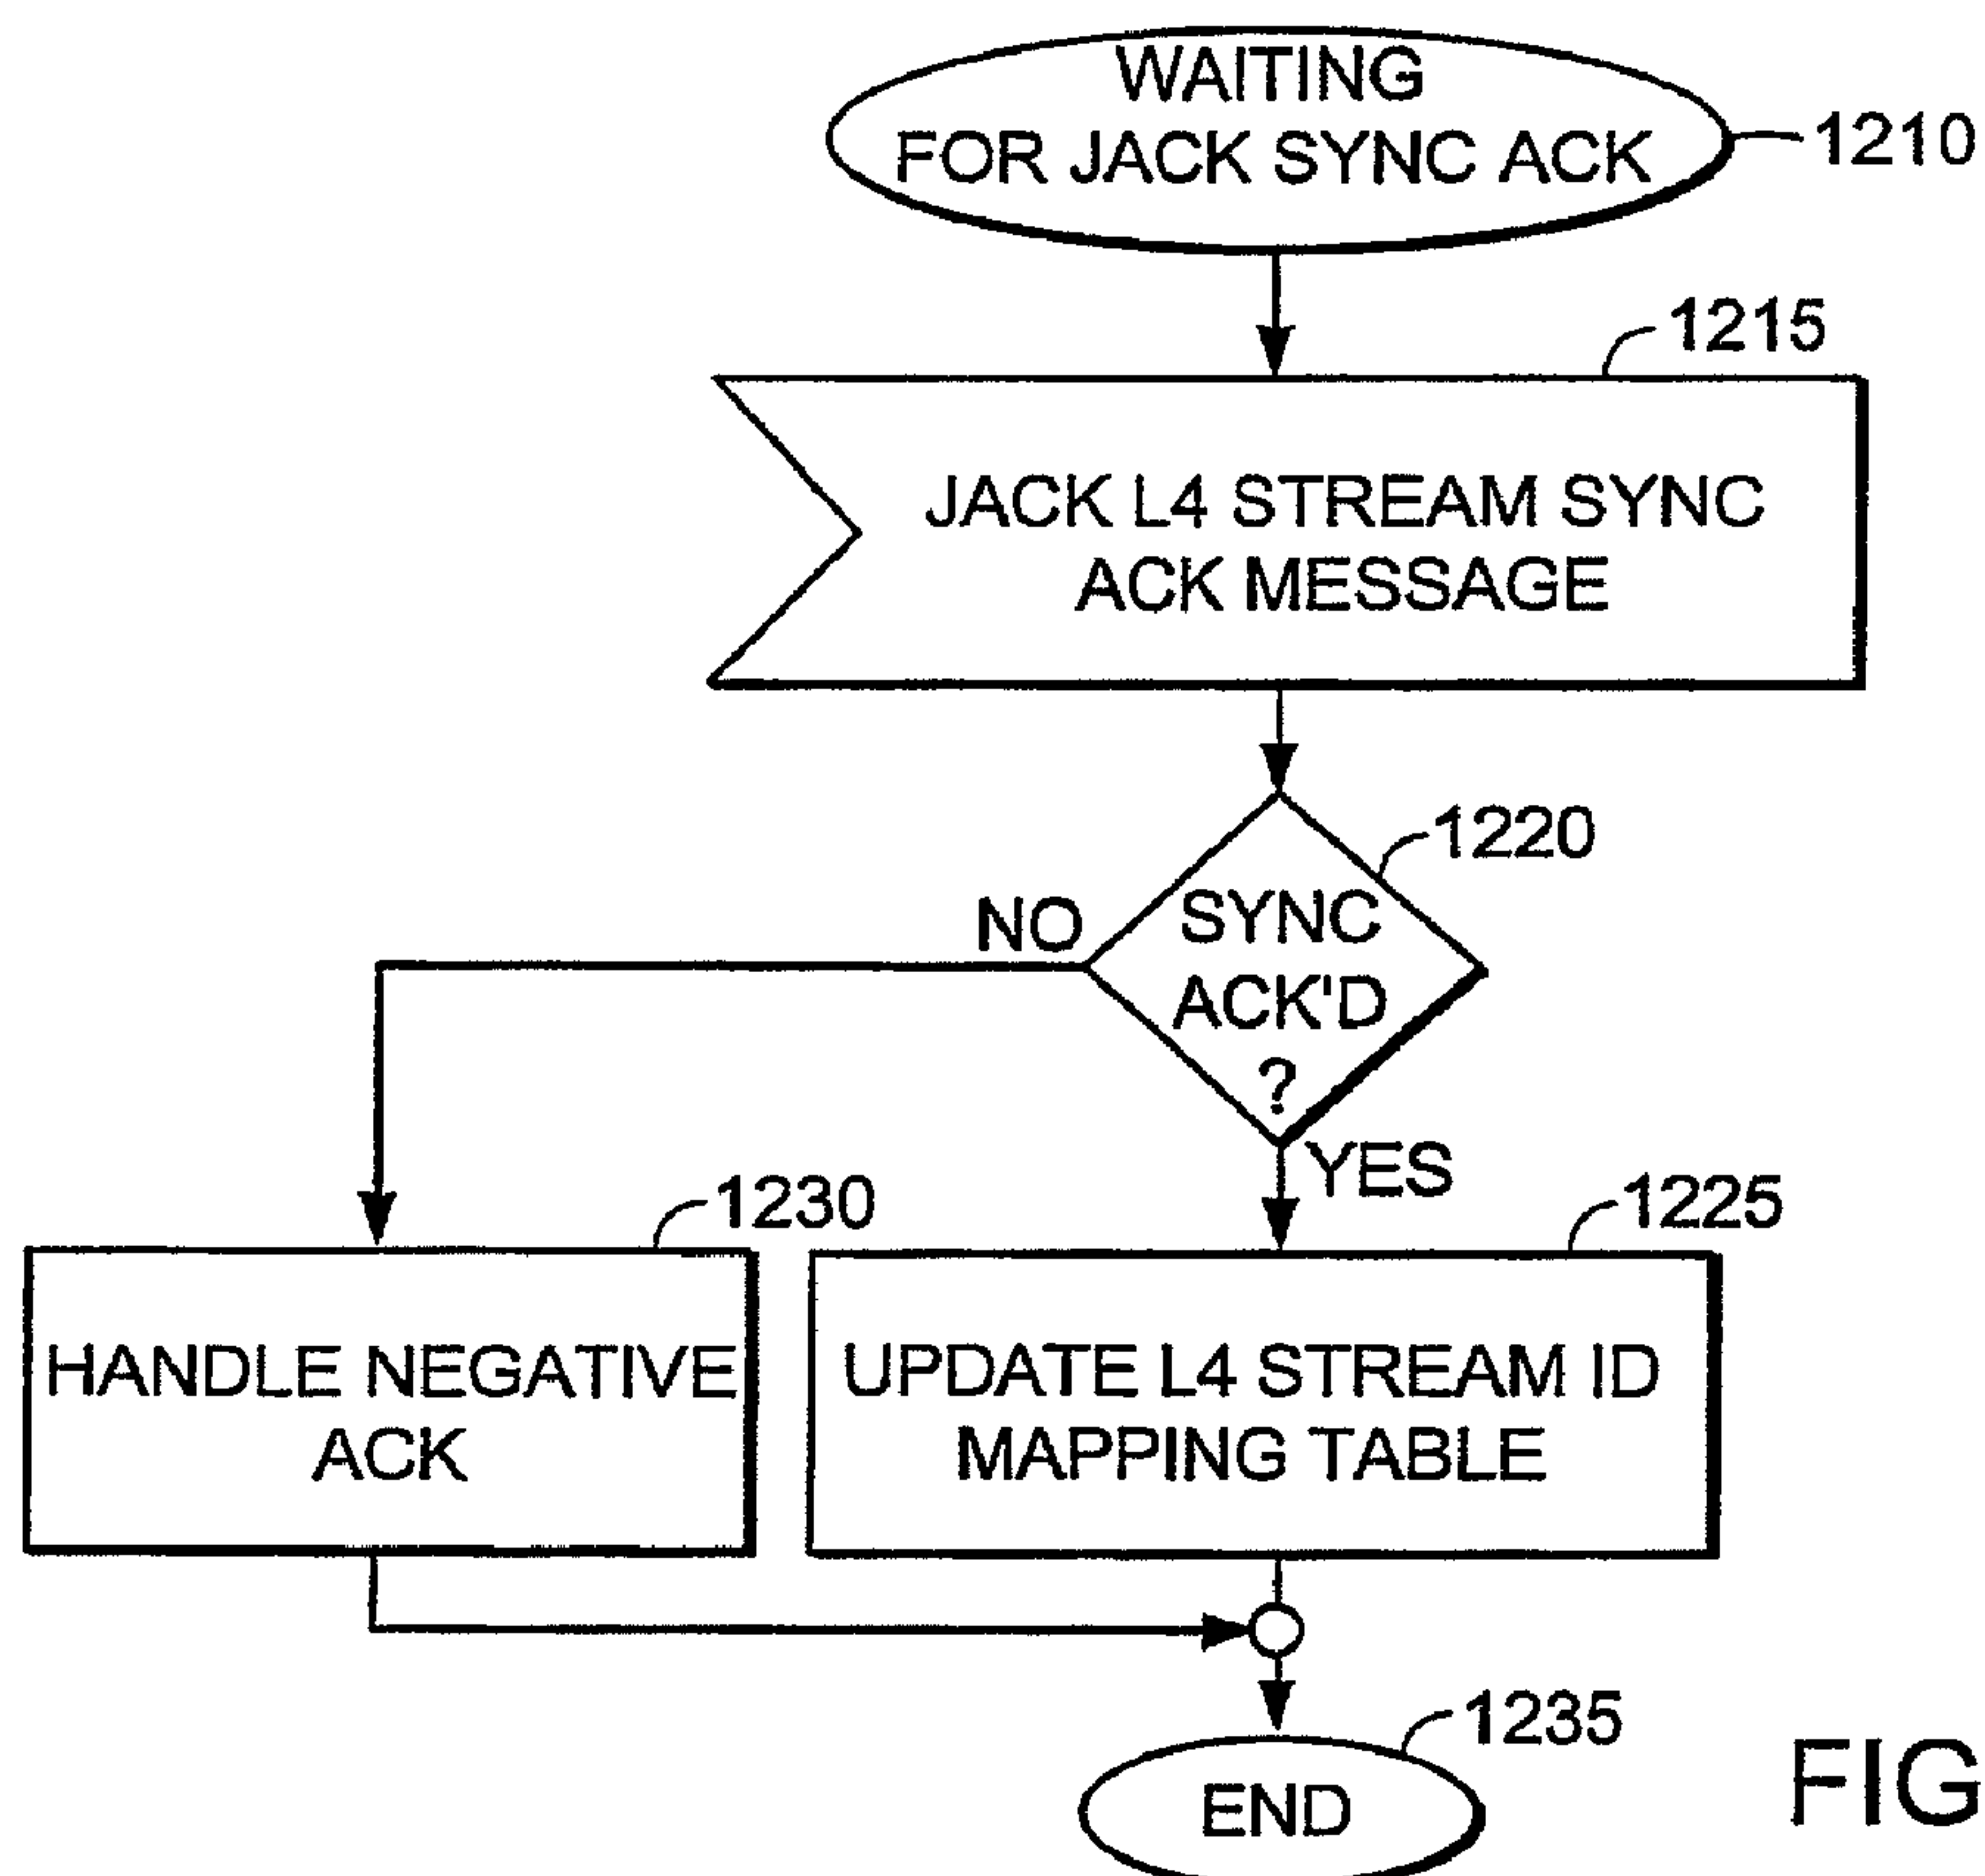 WAITING
FOR JACK SYNC ACK
1210
1215
JACK L4 STREAM SYNC
ACK MESSAGE
1220
SYNC
ACK'D
?
NO
YES
1230
1225
HANDLE NEGATIVE
ACK
UPDATE L4 STREAM ID
MAPPING TABLE
1235
END
FIG